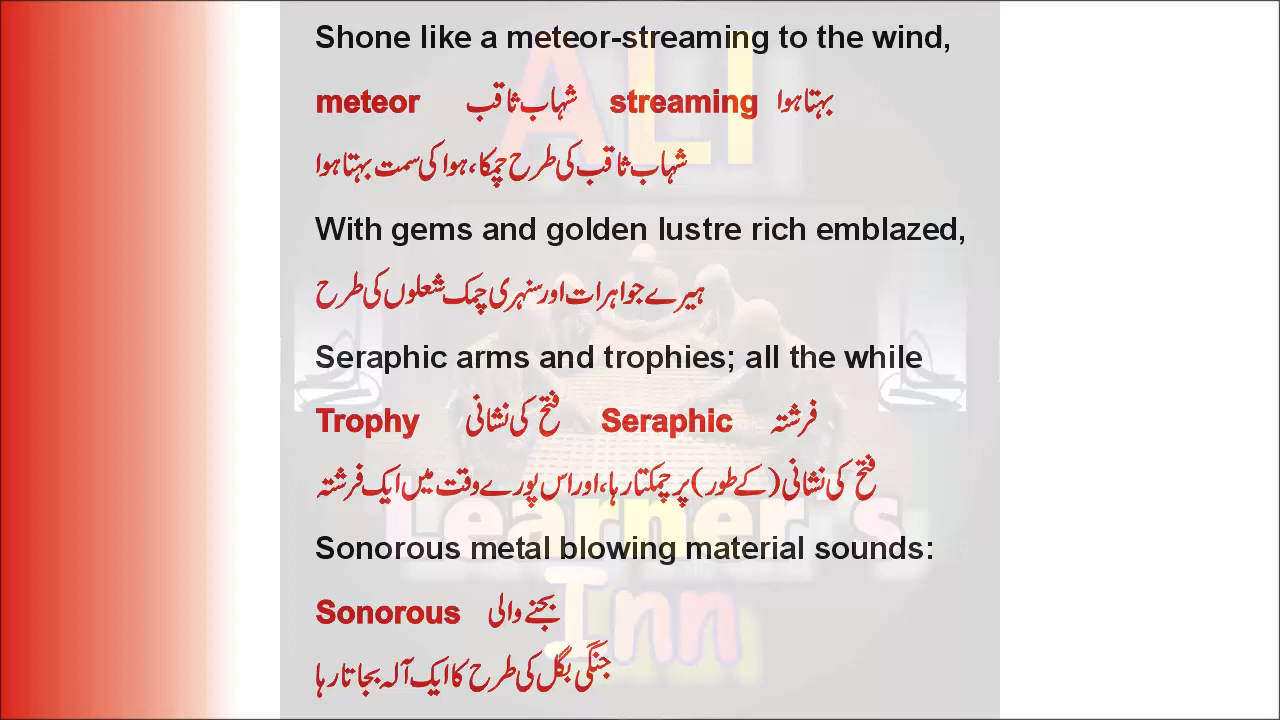 Shone like a meteor-streaming to the wind,
meteor شہاب ثاقب streaming بہتا ہوا
شہاب ثاقب کی طرح چمکا، ہوا کی سمت بہتا ہوا
With gems and golden lustre rich emblazed,
ہیرے جواہرات اور سنہری چمک شعلوں کی طرح
Seraphic arms and trophies; all the while
Trophy فتح کی نشانی Seraphic فرشتہ
فتح کی نشانی (کے طور) پر چمکتا رہا، اور اس پورے وقت میں ایک فرشتہ
Sonorous metal blowing material sounds:
Sonorous بجنے والی
جنگی بگل کی طرح کا ایک آلہ بجاتا رہا
ALI
Learner's
Inn